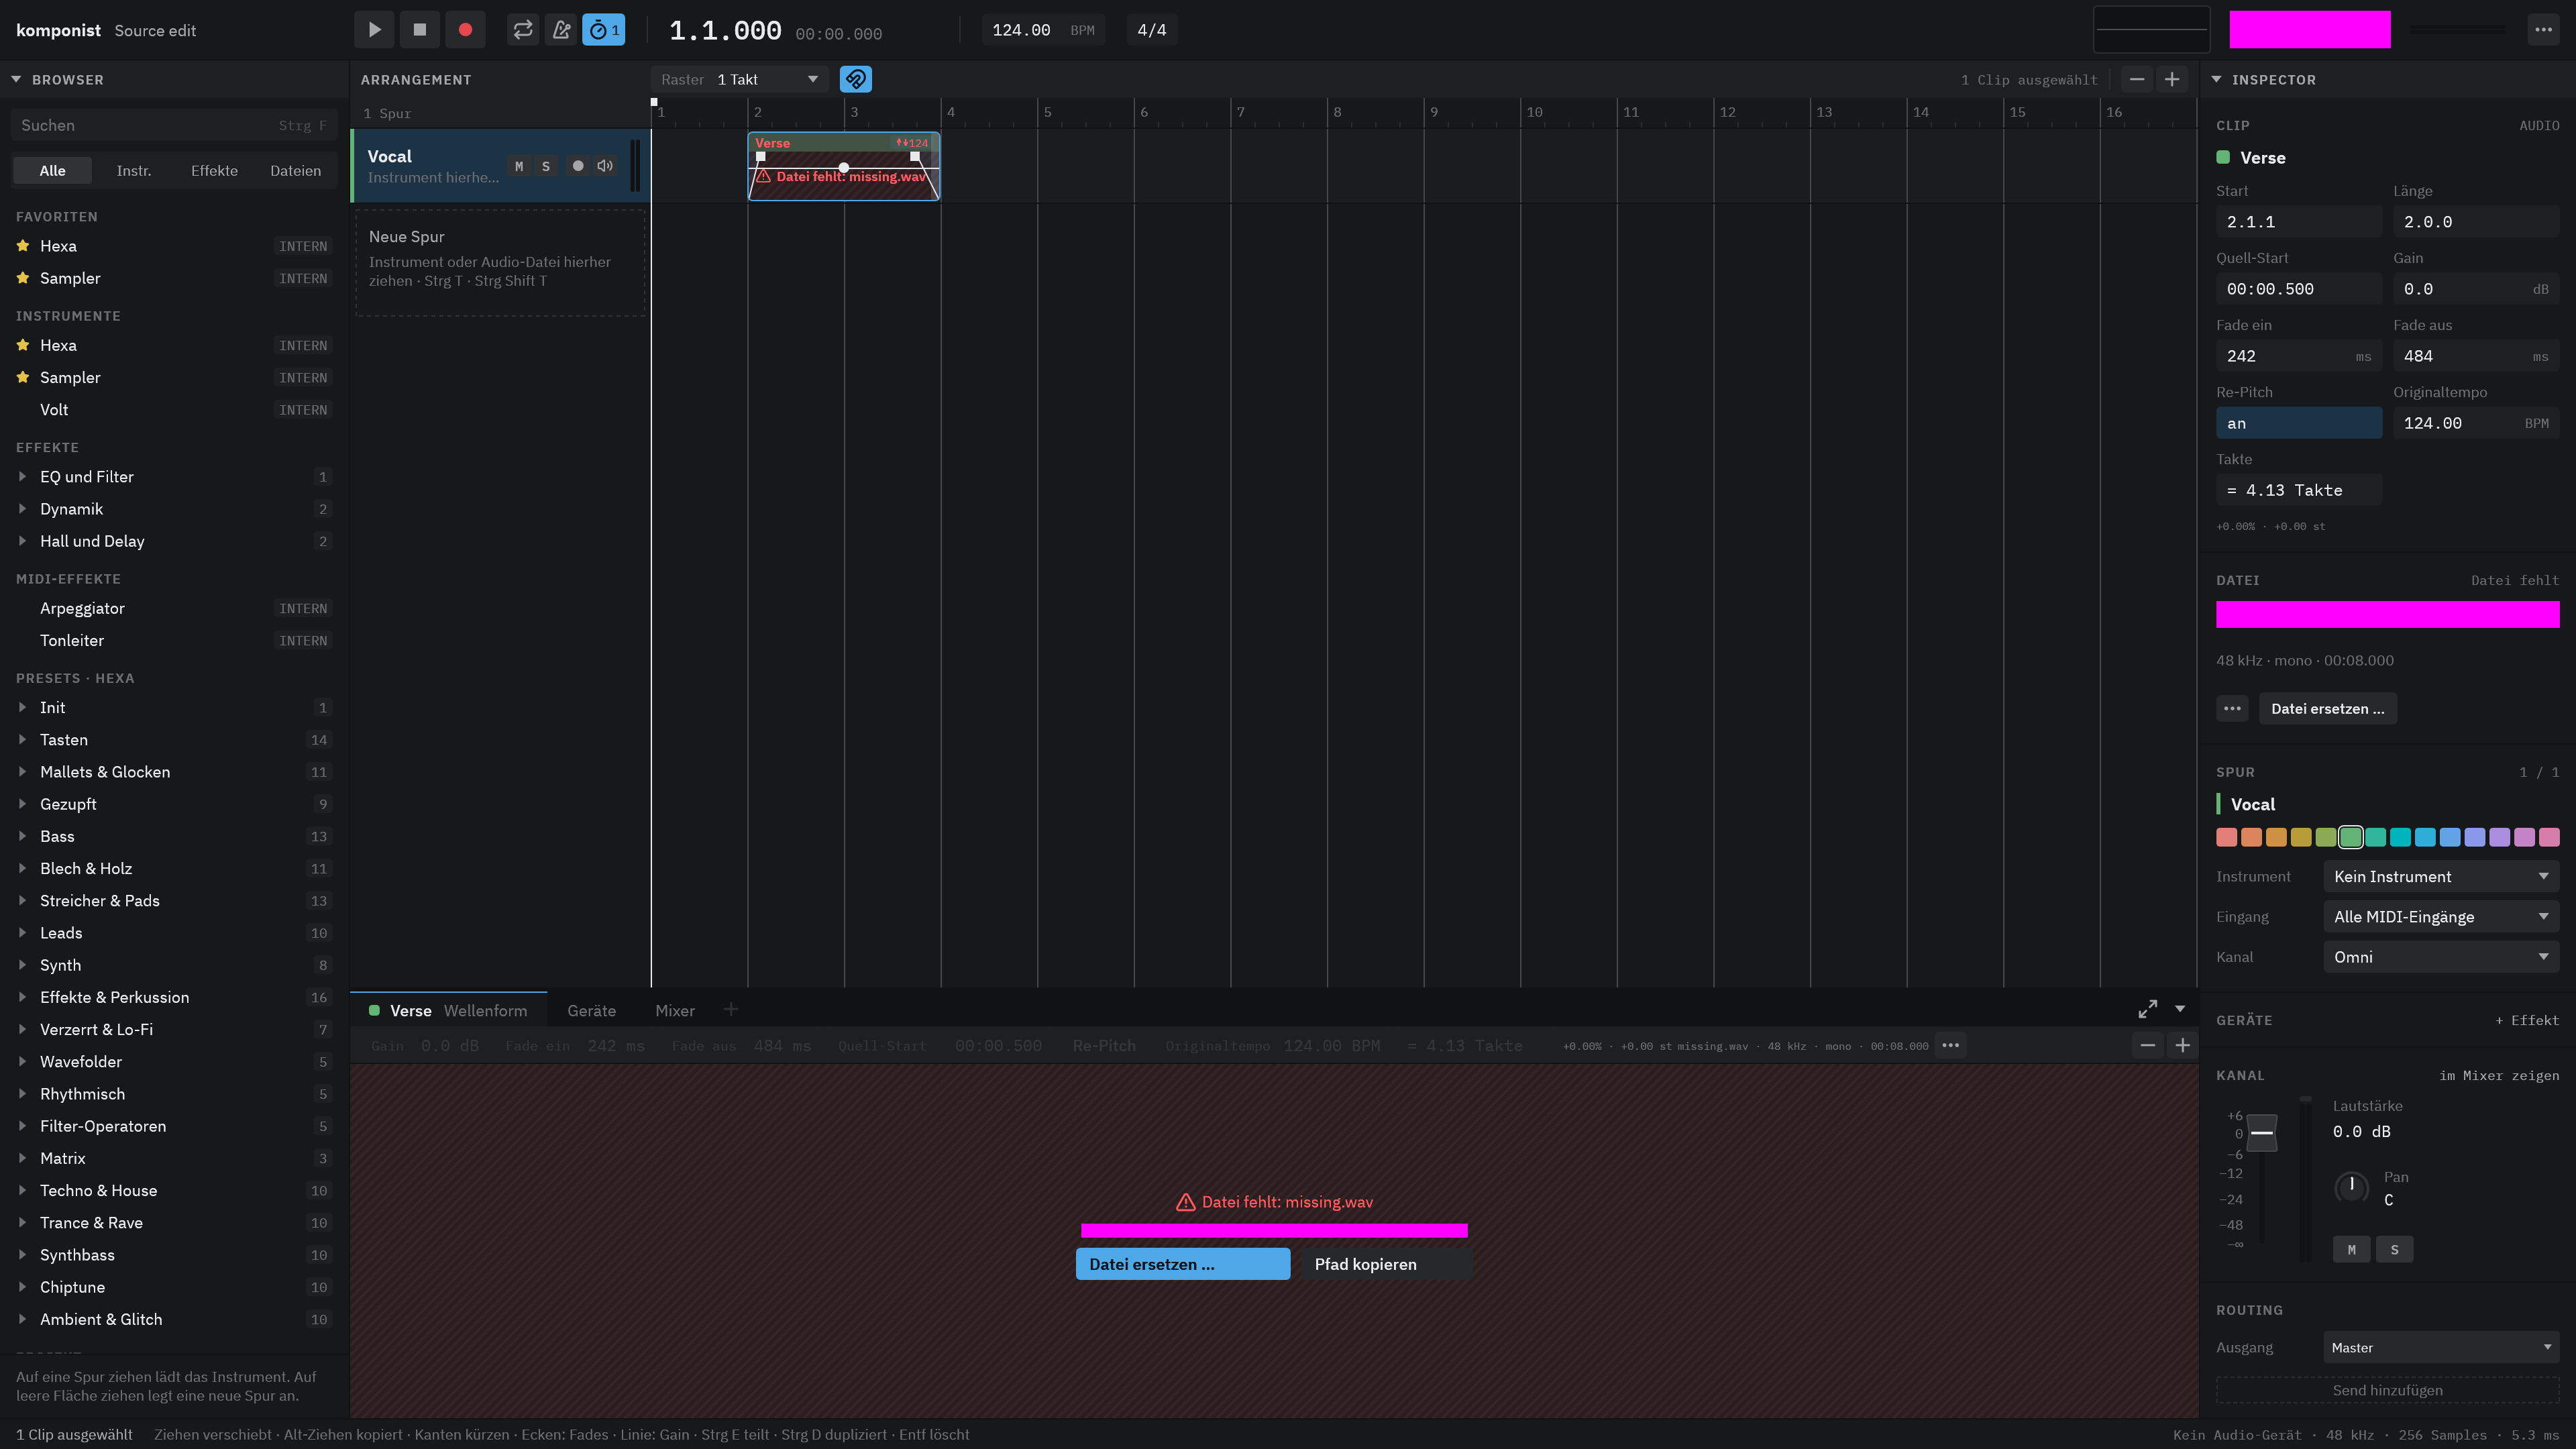 komponist Source edit
1
1.1.000 00:00.000
124.00 BPM
4/4
BROWSER
Suchen Strg F
Alle Instr. Effekte Dateien
FAVORITEN
Hexa INTERN
Sampler INTERN
INSTRUMENTE
Hexa INTERN
Sampler INTERN
Volt INTERN
EFFEKTE
EQ und Filter 1
Dynamik 2
Hall und Delay 2
MIDI-EFFEKTE
Arpeggiator INTERN
Tonleiter INTERN
PRESETS · HEXA
Init 1
Tasten 14
Mallets & Glocken 11
Gezupft 9
Bass 13
Blech & Holz 11
Streicher & Pads 13
Leads 10
Synth 8
Effekte & Perkussion 16
Verzerrt & Lo-Fi 7
Wavefolder 5
Rhythmisch 5
Filter-Operatoren 5
Matrix 3
Techno & House 10
Trance & Rave 10
Synthbass 10
Chiptune 10
Ambient & Glitch 10
Auf eine Spur ziehen lädt das Instrument. Auf
leere Fläche ziehen legt eine neue Spur an.
ARRANGEMENT
Raster 1 Takt
1 Clip ausgewählt
1 Spur
1 2 3 4 5 6 7 8 9 10 11 12 13 14 15 16
Vocal
Instrument hierhe...
M S
Verse 124
Datei fehlt: missing.wav
Neue Spur
Instrument oder Audio-Datei hierher
ziehen · Strg T · Strg Shift T
Verse Wellenform Geräte Mixer
Gain 0.0 dB Fade ein 242 ms Fade aus 484 ms Quell-Start 00:00.500 Re-Pitch Originaltempo 124.00 BPM = 4.13 Takte +0.00% · +0.00 st missing.wav · 48 kHz · mono · 00:08.000
Datei fehlt: missing.wav
Datei ersetzen ... Pfad kopieren
INSPECTOR
CLIP AUDIO
Verse
Start Länge
2.1.1 2.0.0
Quell-Start Gain
00:00.500 0.0 dB
Fade ein Fade aus
242 ms 484 ms
Re-Pitch Originaltempo
an 124.00 BPM
Takte
= 4.13 Takte
+0.00% · +0.00 st
DATEI Datei fehlt
48 kHz · mono · 00:08.000
Datei ersetzen ...
SPUR 1 / 1
Vocal
Instrument Kein Instrument
Eingang Alle MIDI-Eingänge
Kanal Omni
GERÄTE + Effekt
KANAL im Mixer zeigen
+6
0
−6
−12
−24
−48
−∞
Lautstärke
0.0 dB
Pan
C
M S
ROUTING
Ausgang Master
Send hinzufügen
1 Clip ausgewählt Ziehen verschiebt · Alt-Ziehen kopiert · Kanten kürzen · Ecken: Fades · Linie: Gain · Strg E teilt · Strg D dupliziert · Entf löscht
Kein Audio-Gerät · 48 kHz · 256 Samples · 5.3 ms